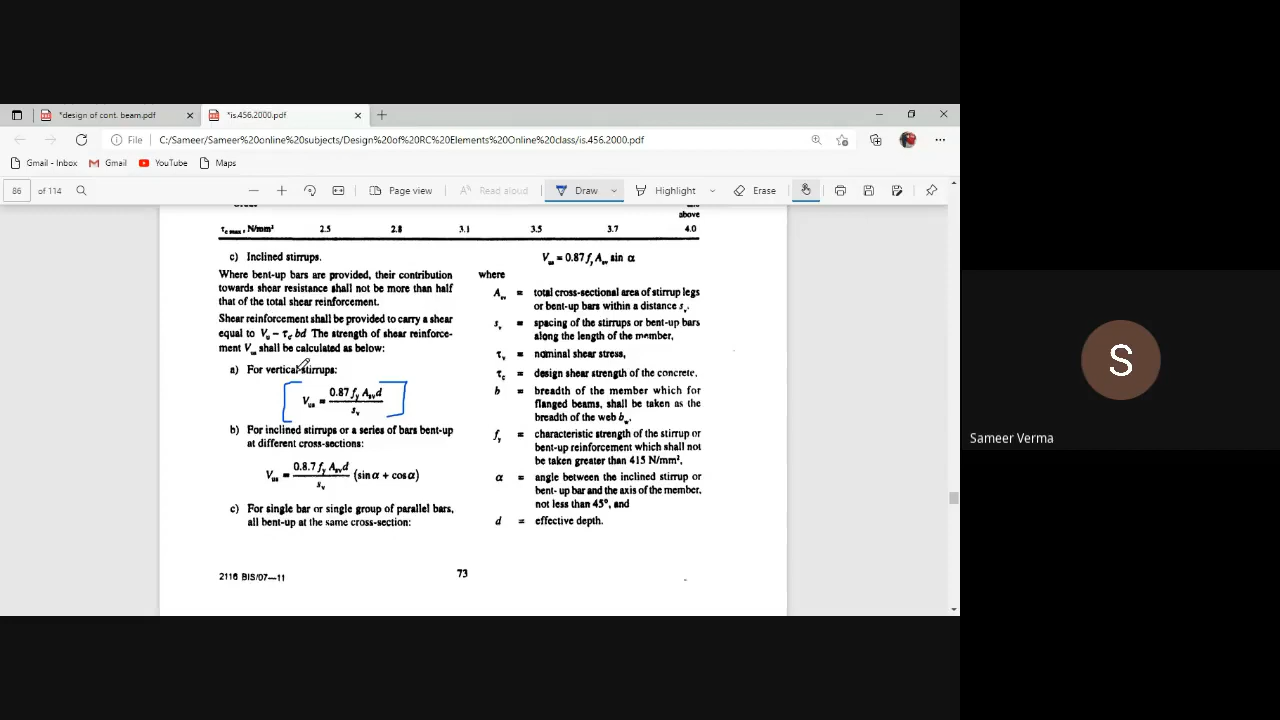 *design of cont. beam.pdf
*is.456.2000.pdf
File
C:/Sameer/Sameer%20online%20subjects/Design%20of%20RC%20Elements%20Online%20class/is.456.2000.pdf
Gmail - Inbox
Gmail
YouTube
Maps
86
of 114
Page view
Read aloud
Draw
Highlight
Erase
and
above
τc max, N/mm² 2.5 2.8 3.1 3.5 3.7 4.0
c) Inclined stirrups.
Where bent-up bars are provided, their contribution
towards shear resistance shall not be more than half
that of the total shear reinforcement.
Shear reinforcement shall be provided to carry a shear
equal to Vu – τc bd The strength of shear reinforce-
ment Vus shall be calculated as below:
a) For vertical stirrups:
Vus = 0.87 fy Asv d / sv
b) For inclined stirrups or a series of bars bent-up
at different cross-sections:
Vus = 0.8.7 fy Asv d / sv (sin α + cos α)
c) For single bar or single group of parallel bars,
all bent-up at the same cross-section:
Vus = 0.87 fy Asv sin α
where
Asv = total cross-sectional area of stirrup legs
or bent-up bars within a distance sv,
sv = spacing of the stirrups or bent-up bars
along the length of the member,
τv = nominal shear stress,
τc = design shear strength of the concrete,
b = breadth of the member which for
flanged beams, shall be taken as the
breadth of the web bw,
fy = characteristic strength of the stirrup or
bent-up reinforcement which shall not
be taken greater than 415 N/mm²,
α = angle between the inclined stirrup or
bent- up bar and the axis of the member,
not less than 45°, and
d = effective depth.
2116 BIS/07—11
73
S
Sameer Verma